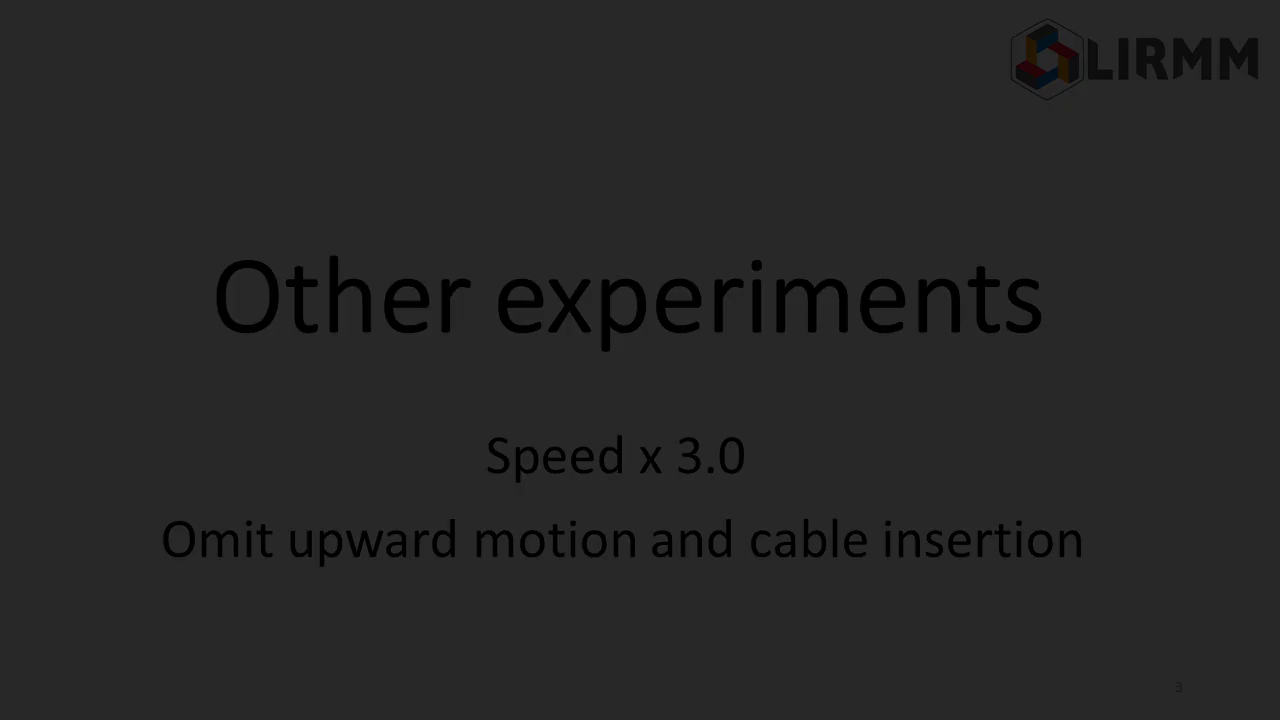 LIRMM
Other experiments
Speed x 3.0
Omit upward motion and cable insertion
3